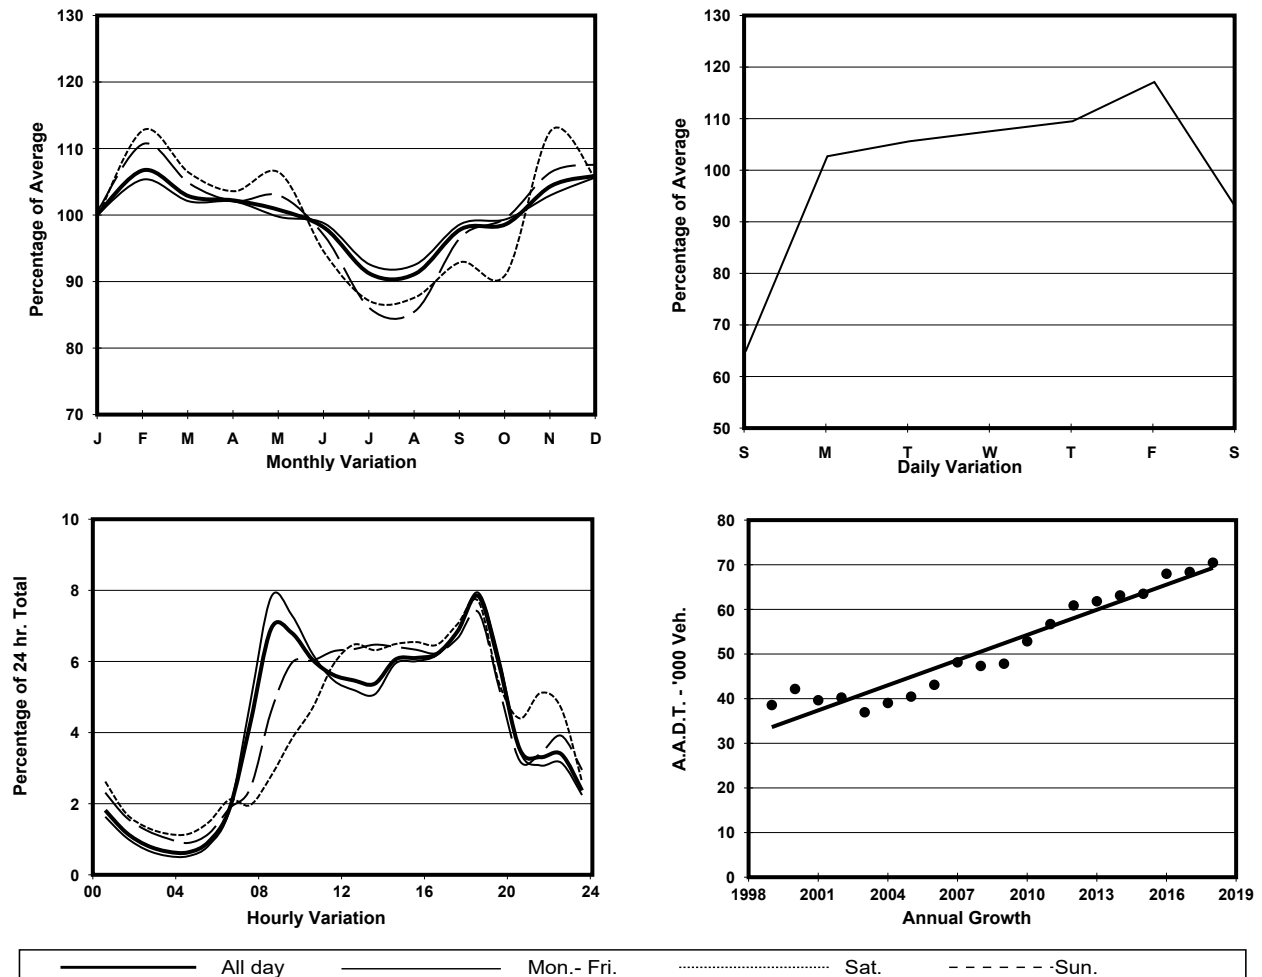 130
120
110
100
90
80
70
Percentage of Average
J F M A M J J A S O N D
Monthly Variation
130
120
110
100
90
80
70
60
50
Percentage of Average
S M T W T F S
Daily Variation
10
8
6
4
2
0
Percentage of 24 hr. Total
00 04 08 12 16 20 24
Hourly Variation
80
70
60
50
40
30
20
10
0
A.A.D.T. - '000 Veh.
1998 2001 2004 2007 2010 2013 2016 2019
Annual Growth
All day Mon.- Fri. Sat. Sun.